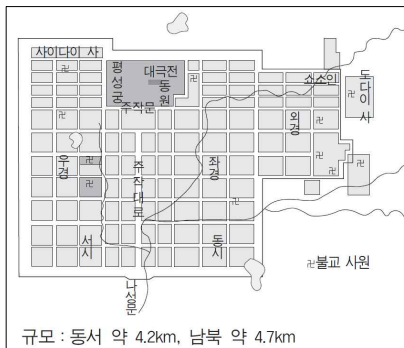 사이다이 사
평성궁
대극전
동원
주작문
쇼소인
도다이 사
외경
우경
주작대로
좌경
서시
동시
나성문
卍불교 사원
규모 : 동서 약 4.2km, 남북 약 4.7km